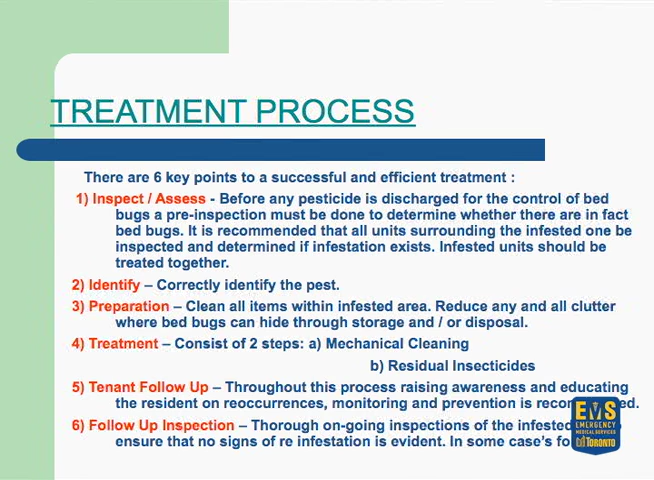 TREATMENT PROCESS
There are 6 key points to a successful and efficient treatment :
1) Inspect / Assess - Before any pesticide is discharged for the control of bed
bugs a pre-inspection must be done to determine whether there are in fact
bed bugs. It is recommended that all units surrounding the infested one be
inspected and determined if infestation exists. Infested units should be
treated together.
2) Identify – Correctly identify the pest.
3) Preparation – Clean all items within infested area. Reduce any and all clutter
where bed bugs can hide through storage and / or disposal.
4) Treatment – Consist of 2 steps: a) Mechanical Cleaning
b) Residual Insecticides
5) Tenant Follow Up – Throughout this process raising awareness and educating
the resident on reoccurrences, monitoring and prevention is
6) Follow Up Inspection – Thorough on-going inspections of the infested
ensure that no signs of re infestation is evident. In some case's
EMS
EMERGENCY
MEDICAL SERVICES
TORONTO